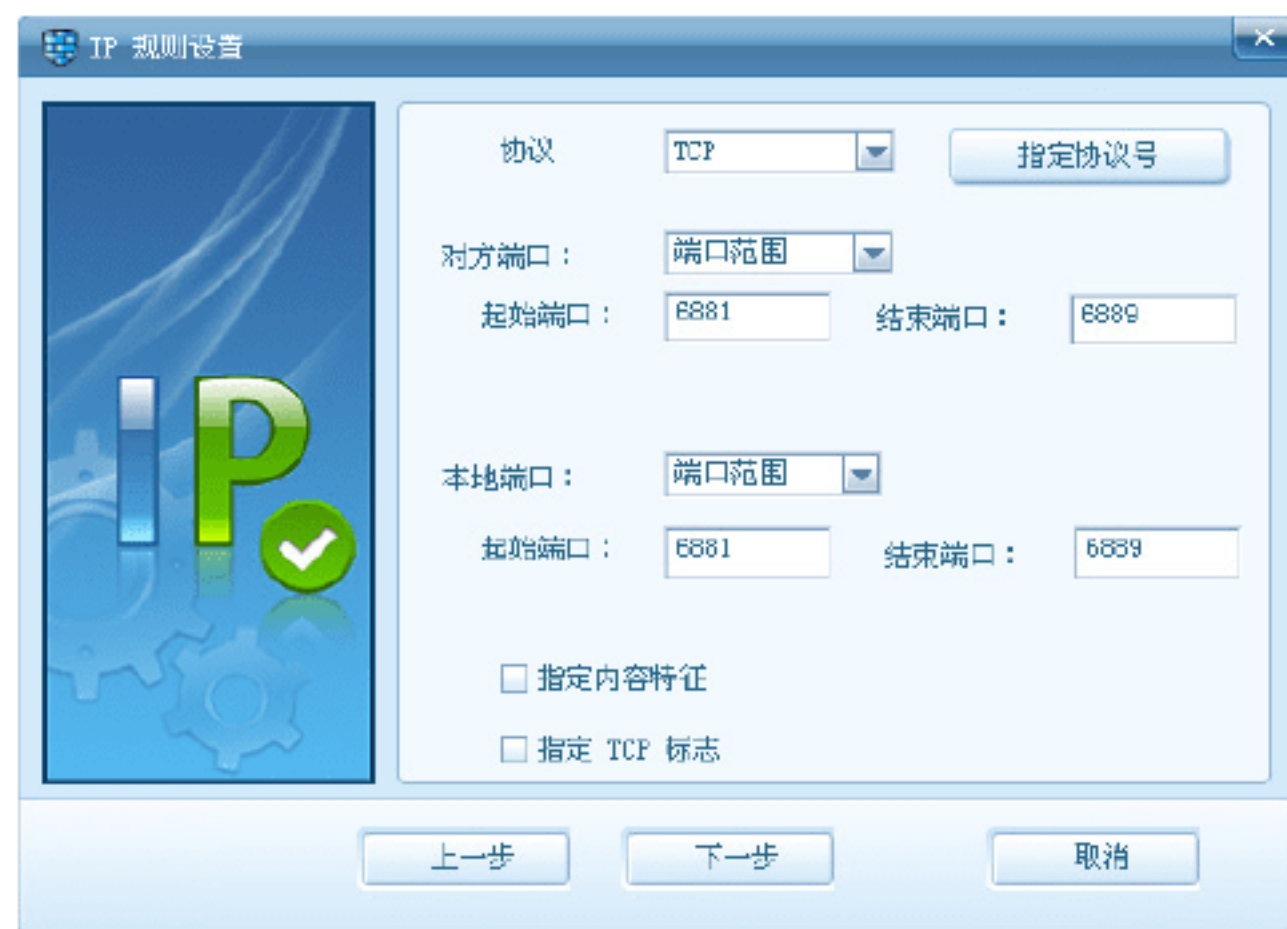 IP 规则设置
协议 TCP 指定协议号
对方端口： 端口范围
起始端口： 6881 结束端口： 6889
IP
本地端口： 端口范围
起始端口： 6881 结束端口： 6889
指定内容特征
指定 TCP 标志
上一步 下一步 取消